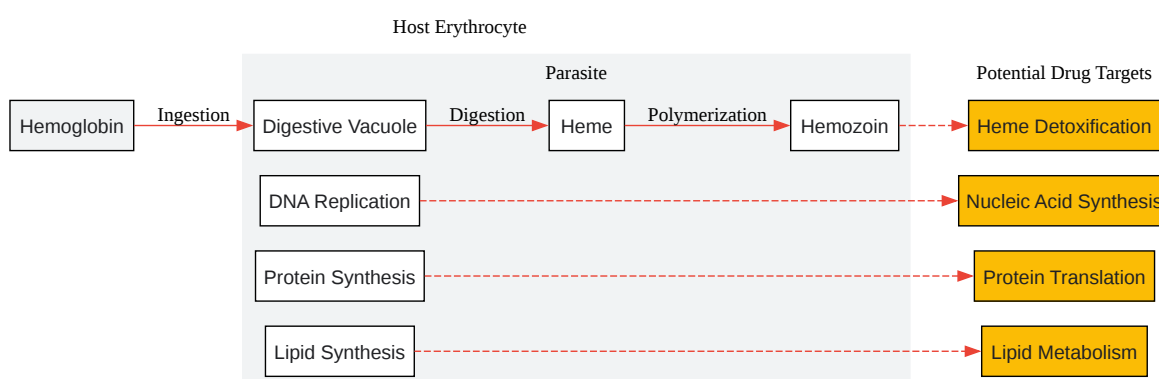 Host Erythrocyte
Parasite
Potential Drug Targets
Hemoglobin
Ingestion
Digestive Vacuole
Digestion
Heme
Polymerization
Hemozoin
Heme Detoxification
DNA Replication
Nucleic Acid Synthesis
Protein Synthesis
Protein Translation
Lipid Synthesis
Lipid Metabolism